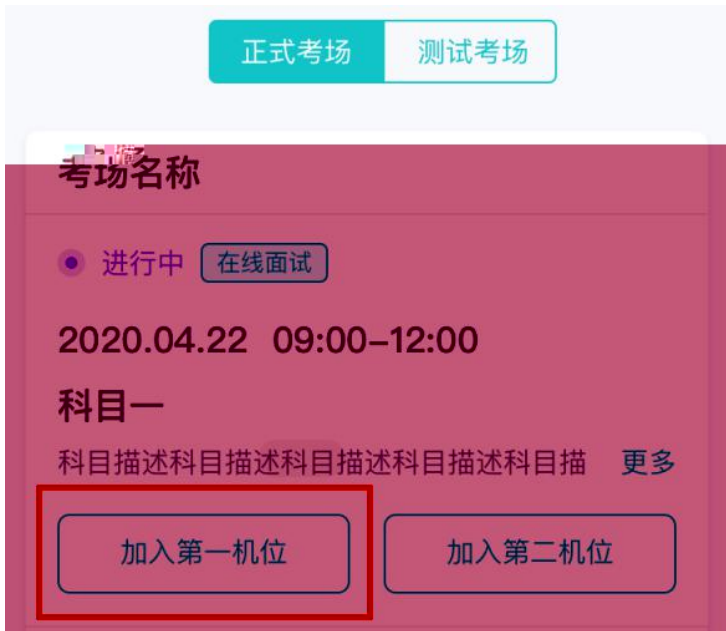 正式考场 测试考场
考场名称
进行中 在线面试
2020.04.22 09:00-12:00
科目一
科目描述科目描述科目描述科目描述科目描 更多
加入第一机位 加入第二机位